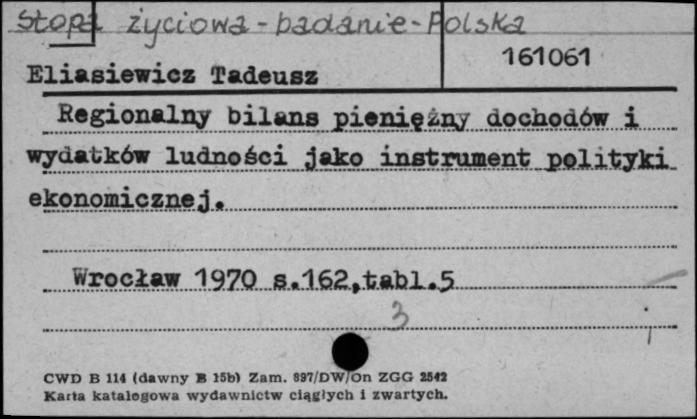 Stopa życiowa - badanie - Polska
161061
Eliasiewicz Tadeusz
Regionalny bilans pieniężny dochodów i
wydatków ludności jako instrument polityki
ekonomicznej.
Wrocław 1970 s.162,tabl.5
3
CWD B 114 (dawny B 15b) Zam. 897/DW/On ZGG 2542
Karta katalogowa wydawnictw ciągłych i zwartych.